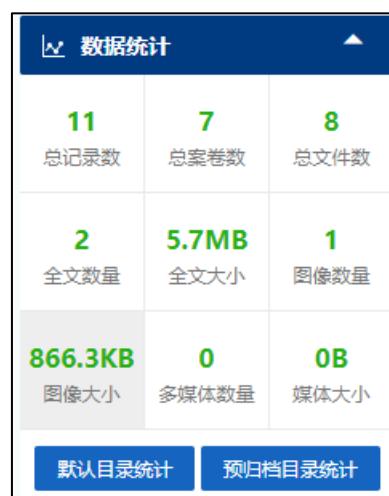 数据统计
11 7 8
总记录数 总案卷数 总文件数
2 5.7MB 1
全文数量 全文大小 图像数量
866.3KB 0 0B
图像大小 多媒体数量 媒体大小
默认目录统计 预归档目录统计